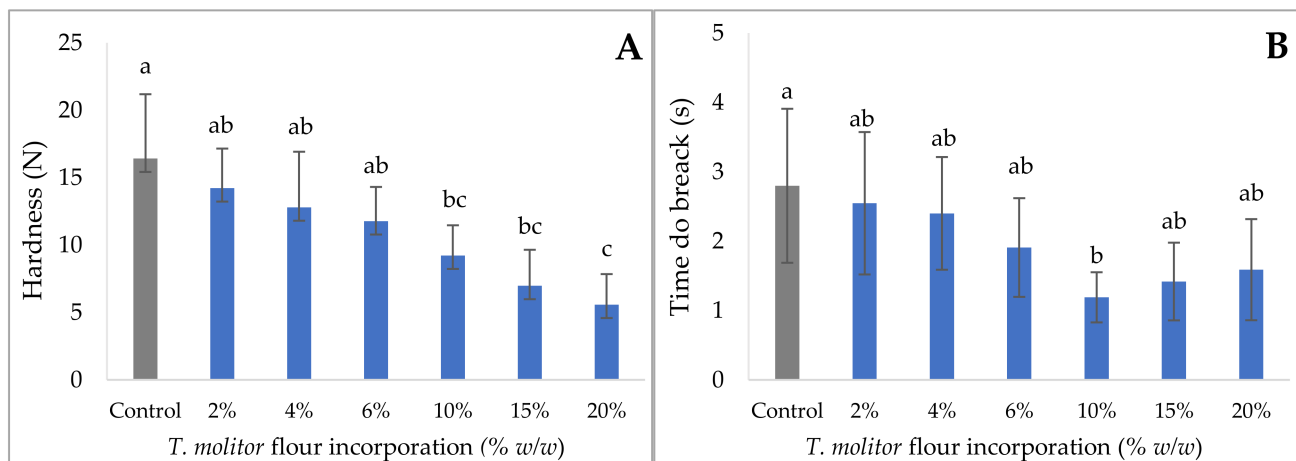 A
Hardness (N)
25
20
15
10
5
0
a
ab
ab
ab
bc
bc
c
Control 2% 4% 6% 10% 15% 20%
T. molitor flour incorporation (% w/w)
B
Time do breack (s)
5
4
3
2
1
0
a
ab
ab
ab
b
ab
ab
Control 2% 4% 6% 10% 15% 20%
T. molitor flour incorporation (% w/w)